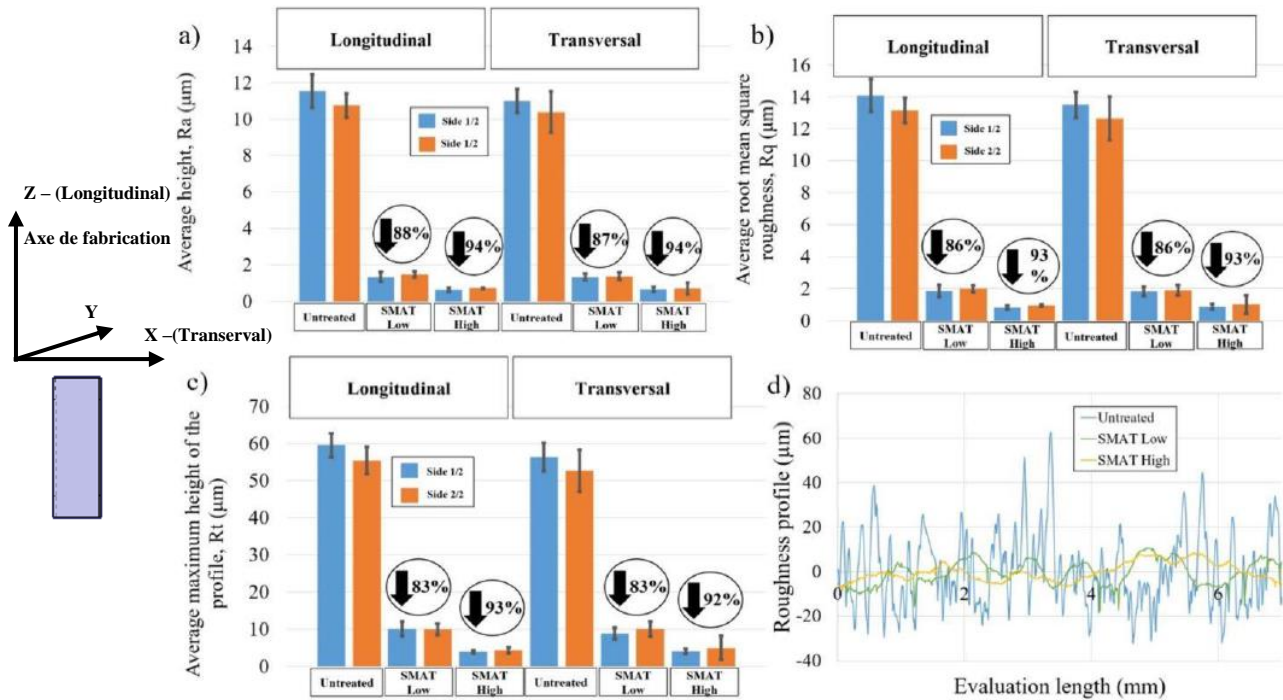 Z – (Longitudinal)
Axe de fabrication
Y
X –(Transerval)
a)
Longitudinal
Transversal
Average height, Ra (µm)
14
12
10
8
6
4
2
0
Side 1/2
Side 1/2
88%
94%
87%
94%
Untreated
SMAT
Low
SMAT
High
Untreated
SMAT
Low
SMAT
High
b)
Longitudinal
Transversal
Average root mean square
roughness, Rq (µm)
16
14
12
10
8
6
4
2
0
Side 1/2
Side 2/2
86%
93
%
86%
93%
Untreated
SMAT
Low
SMAT
High
Untreated
SMAT
Low
SMAT
High
c)
Longitudinal
Transversal
Average maximum height of the
profile, Rt (µm)
70
60
50
40
30
20
10
0
Side 1/2
Side 2/2
83%
93%
83%
92%
Untreated
SMAT
Low
SMAT
High
Untreated
SMAT
Low
SMAT
High
d)
Roughness profile (µm)
80
60
40
20
0
-20
-40
Untreated
SMAT Low
SMAT High
0
2
4
6
Evaluation length (mm)